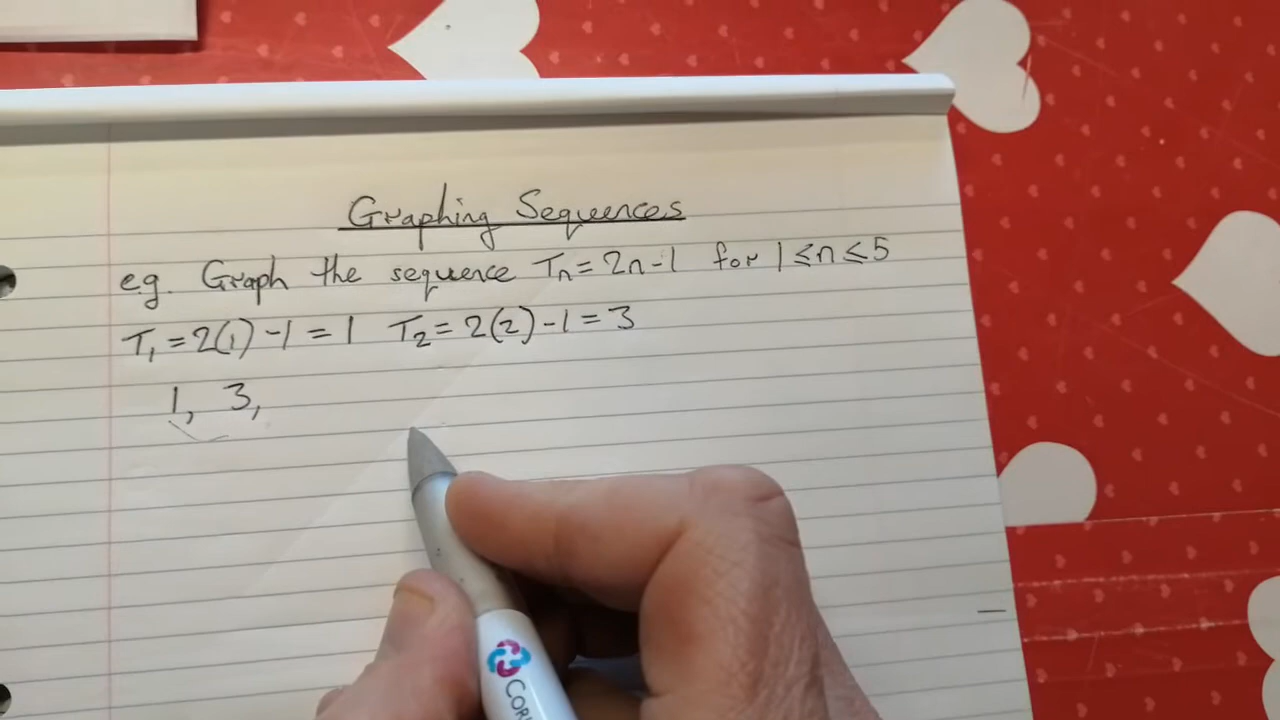 Graphing Sequences
e.g. Graph the sequence Tₙ = 2n-1 for 1 ≤ n ≤ 5
T₁ = 2(1) -1 = 1 T₂ = 2(2) -1 = 3
1, 3,